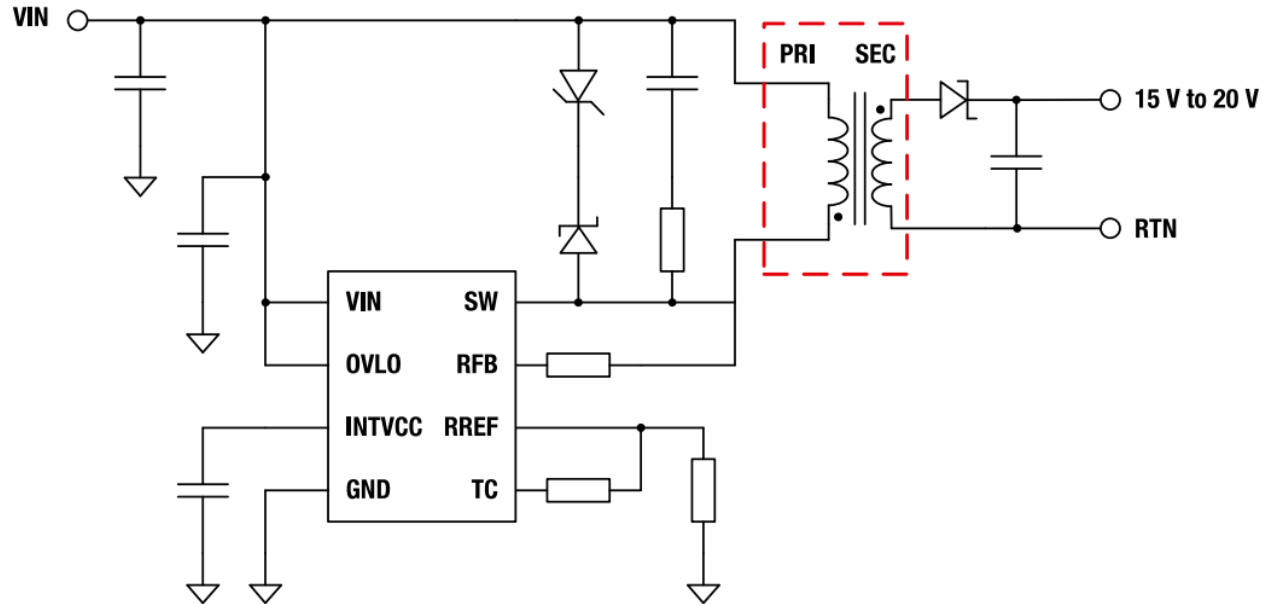 VIN
PRI SEC
15 V to 20 V
RTN
VIN SW
OVLO RFB
INTVCC RREF
GND TC